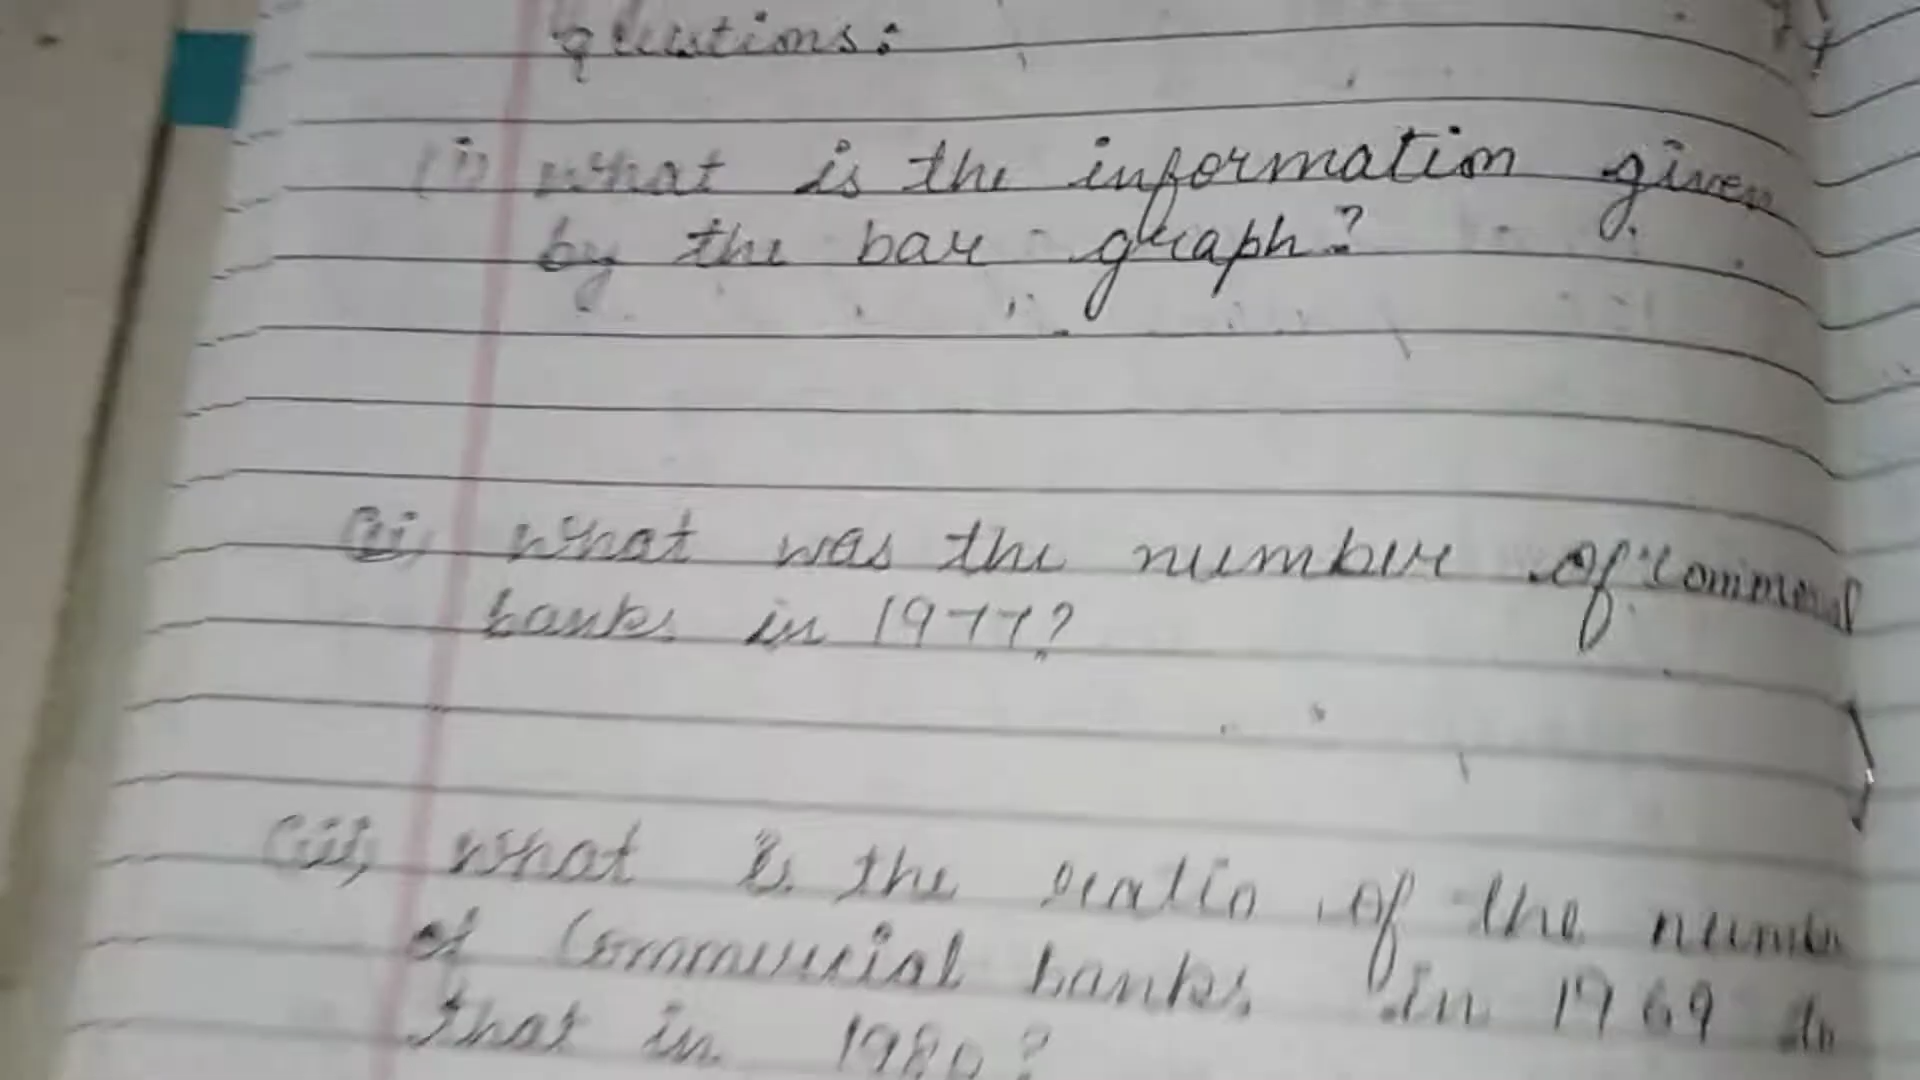 questions:
(i) What is the information given
by the bar graph?
(ii) What was the number of commercial
banks in 1977?
(iii) What is the ratio of the number
of Commercial banks in 1969 to
that in 1980?